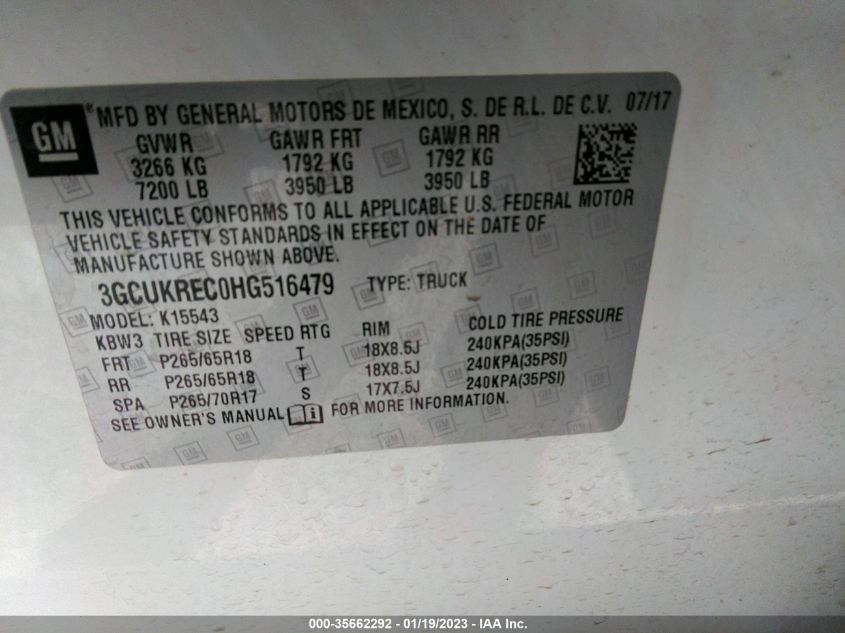 GM ® MFD BY GENERAL MOTORS DE MEXICO, S. DE R.L. DE C.V. 07/17
GVWR GAWR FRT GAWR RR
3266 KG 1792 KG 1792 KG
7200 LB 3950 LB 3950 LB
THIS VEHICLE CONFORMS TO ALL APPLICABLE U.S. FEDERAL MOTOR
VEHICLE SAFETY STANDARDS IN EFFECT ON THE DATE OF
MANUFACTURE SHOWN ABOVE.
3GCUKREC0HG516479 TYPE: TRUCK
MODEL: K15543
KBW3 TIRE SIZE SPEED RTG RIM COLD TIRE PRESSURE
FRT P265/65R18 T 18X8.5J 240KPA(35PSI)
RR P265/65R18 T 18X8.5J 240KPA(35PSI)
SPA P265/70R17 S 17X7.5J 240KPA(35PSI)
SEE OWNER'S MANUAL FOR MORE INFORMATION.
000-35662292 - 01/19/2023 - IAA Inc.